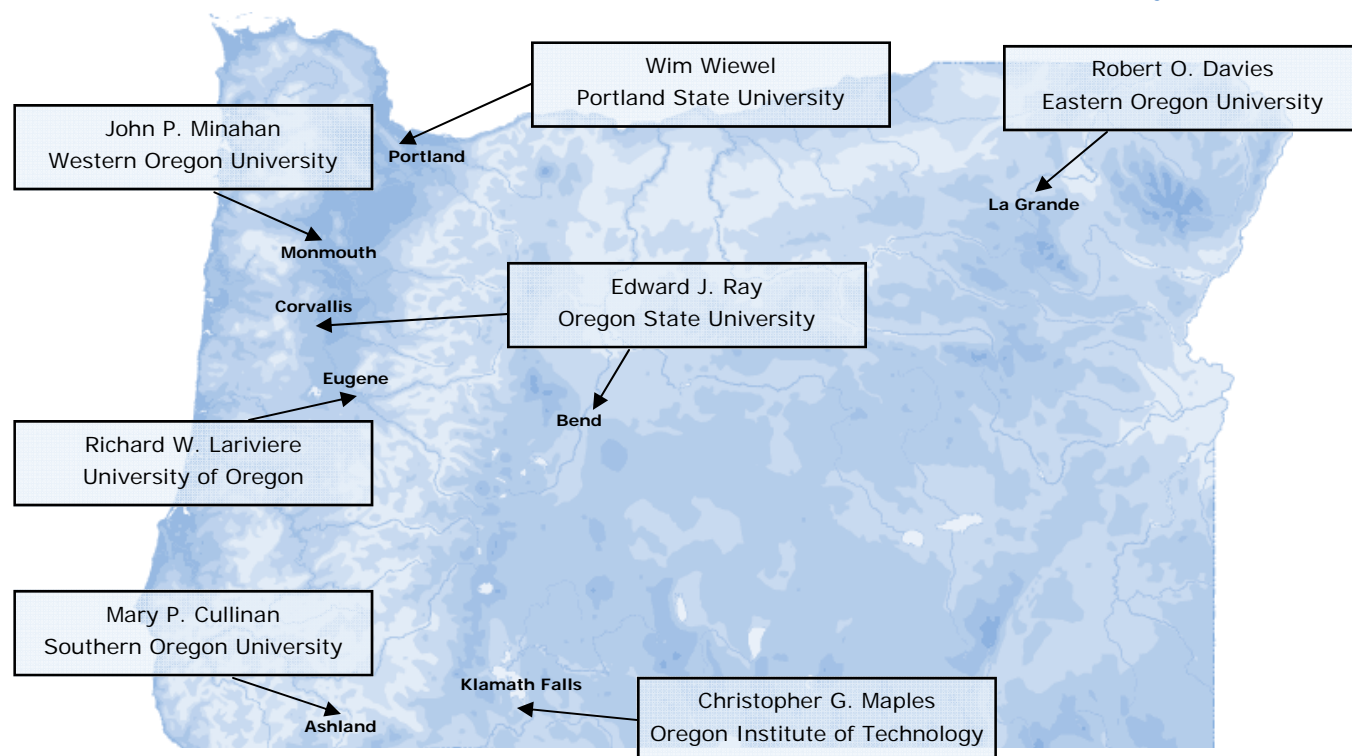 Wim Wiewel
Portland State University
Robert O. Davies
Eastern Oregon University
John P. Minahan
Western Oregon University
Portland
La Grande
Monmouth
Edward J. Ray
Oregon State University
Corvallis
Eugene
Bend
Richard W. Lariviere
University of Oregon
Mary P. Cullinan
Southern Oregon University
Klamath Falls
Christopher G. Maples
Oregon Institute of Technology
Ashland